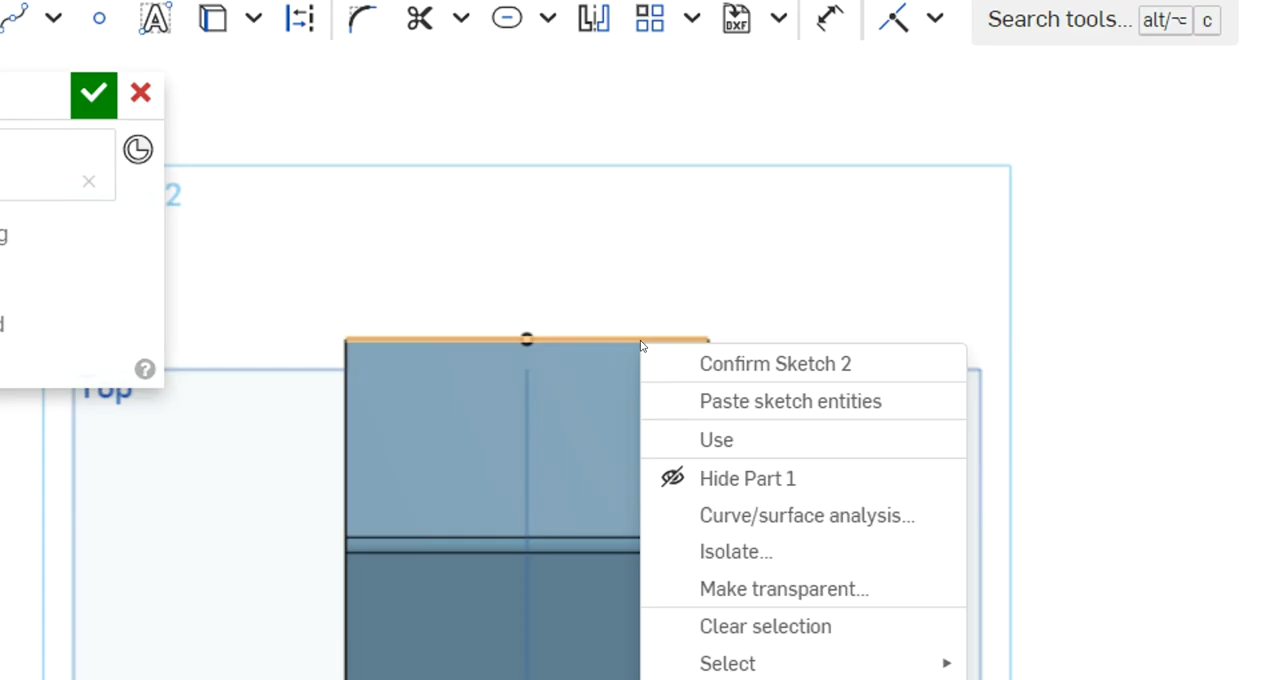 Search tools... alt/⌥ c
DXF
2
g
d
?
Top
Confirm Sketch 2
Paste sketch entities
Use
Hide Part 1
Curve/surface analysis...
Isolate...
Make transparent...
Clear selection
Select